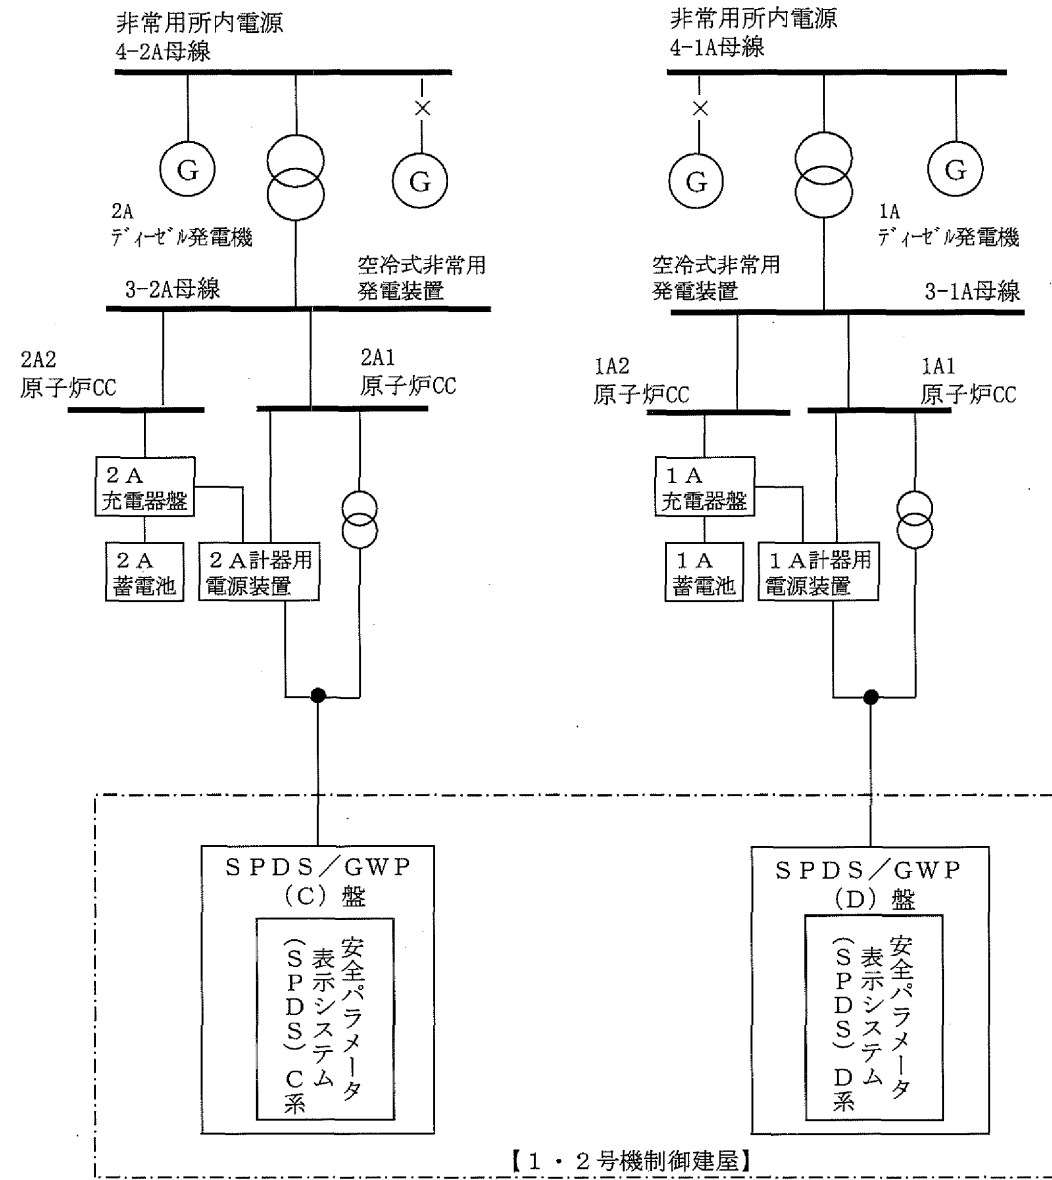 非常用所内電源
4-2A母線
G
G
2A
ディーゼル発電機
空冷式非常用
発電装置
3-2A母線
2A2
原子炉CC
2A1
原子炉CC
2A
充電器盤
2A
蓄電池
2A計器用
電源装置
SPDS/GWP
(C)盤
安全パラメータ
表示システム
(SPDS)C系
非常用所内電源
4-1A母線
G
G
1A
ディーゼル発電機
空冷式非常用
発電装置
3-1A母線
1A2
原子炉CC
1A1
原子炉CC
1A
充電器盤
1A
蓄電池
1A計器用
電源装置
SPDS/GWP
(D)盤
安全パラメータ
表示システム
(SPDS)D系
【1・2号機制御建屋】